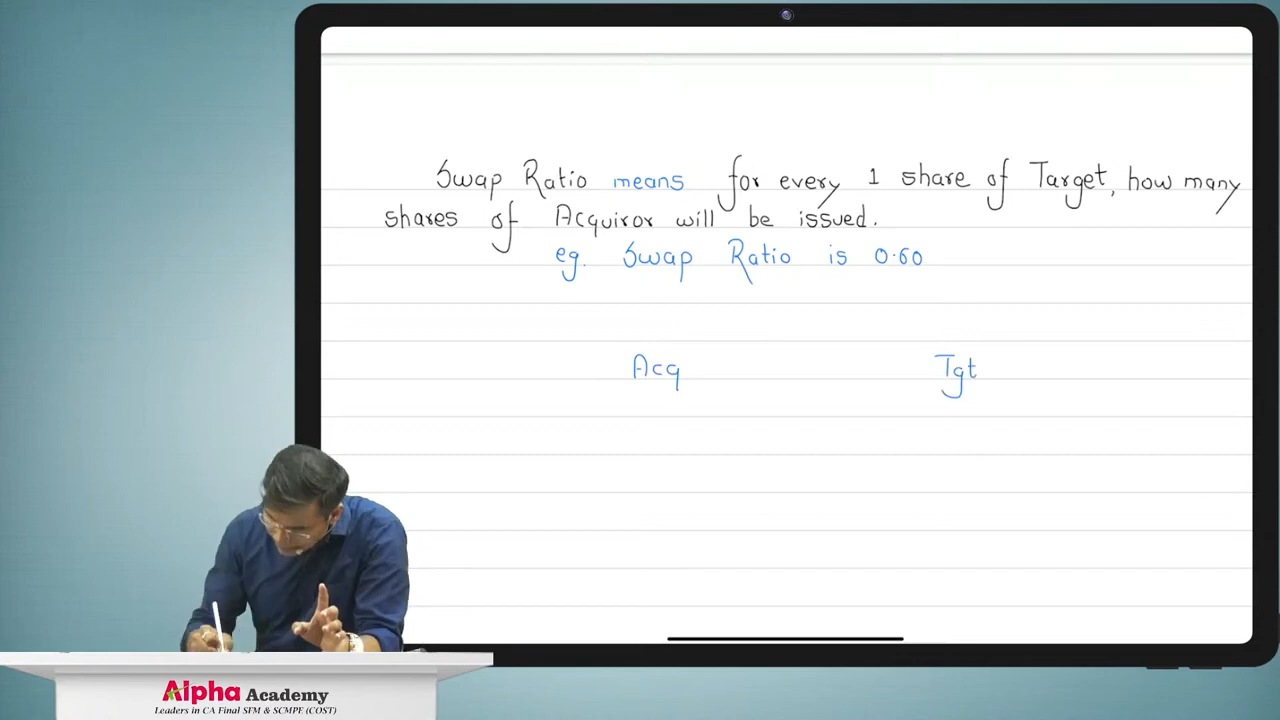 Swap Ratio means for every 1 share of Target, how many
shares of Acquiror will be issued.
eg. Swap Ratio is 0.60
Acq Tgt
Alpha Academy
Leaders in CA Final SFM & SCMPE (COST)